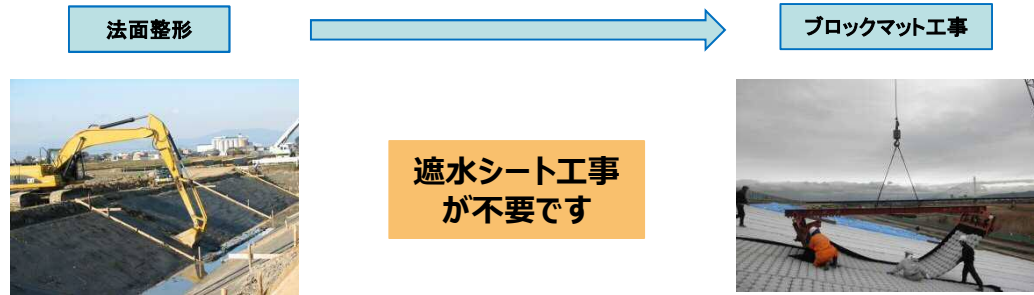 法面整形
ブロックマット工事
遮水シート工事
が不要です